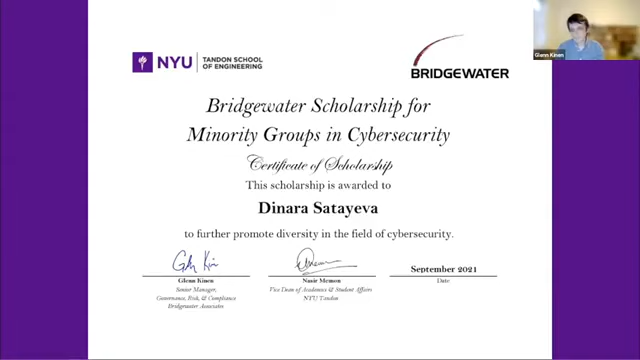 NYU
TANDON SCHOOL
OF ENGINEERING
BRIDGEWATER
Glenn Kinen
Bridgewater Scholarship for
Minority Groups in Cybersecurity
Certificate of Scholarship
This scholarship is awarded to
Dinara Satayeva
to further promote diversity in the field of cybersecurity.
Glenn Kinen
Senior Manager,
Governance, Risk, & Compliance
Bridgewater Associates
Nasir Memon
Vice Dean of Academics & Student Affairs
NYU Tandon
September 2021
Date